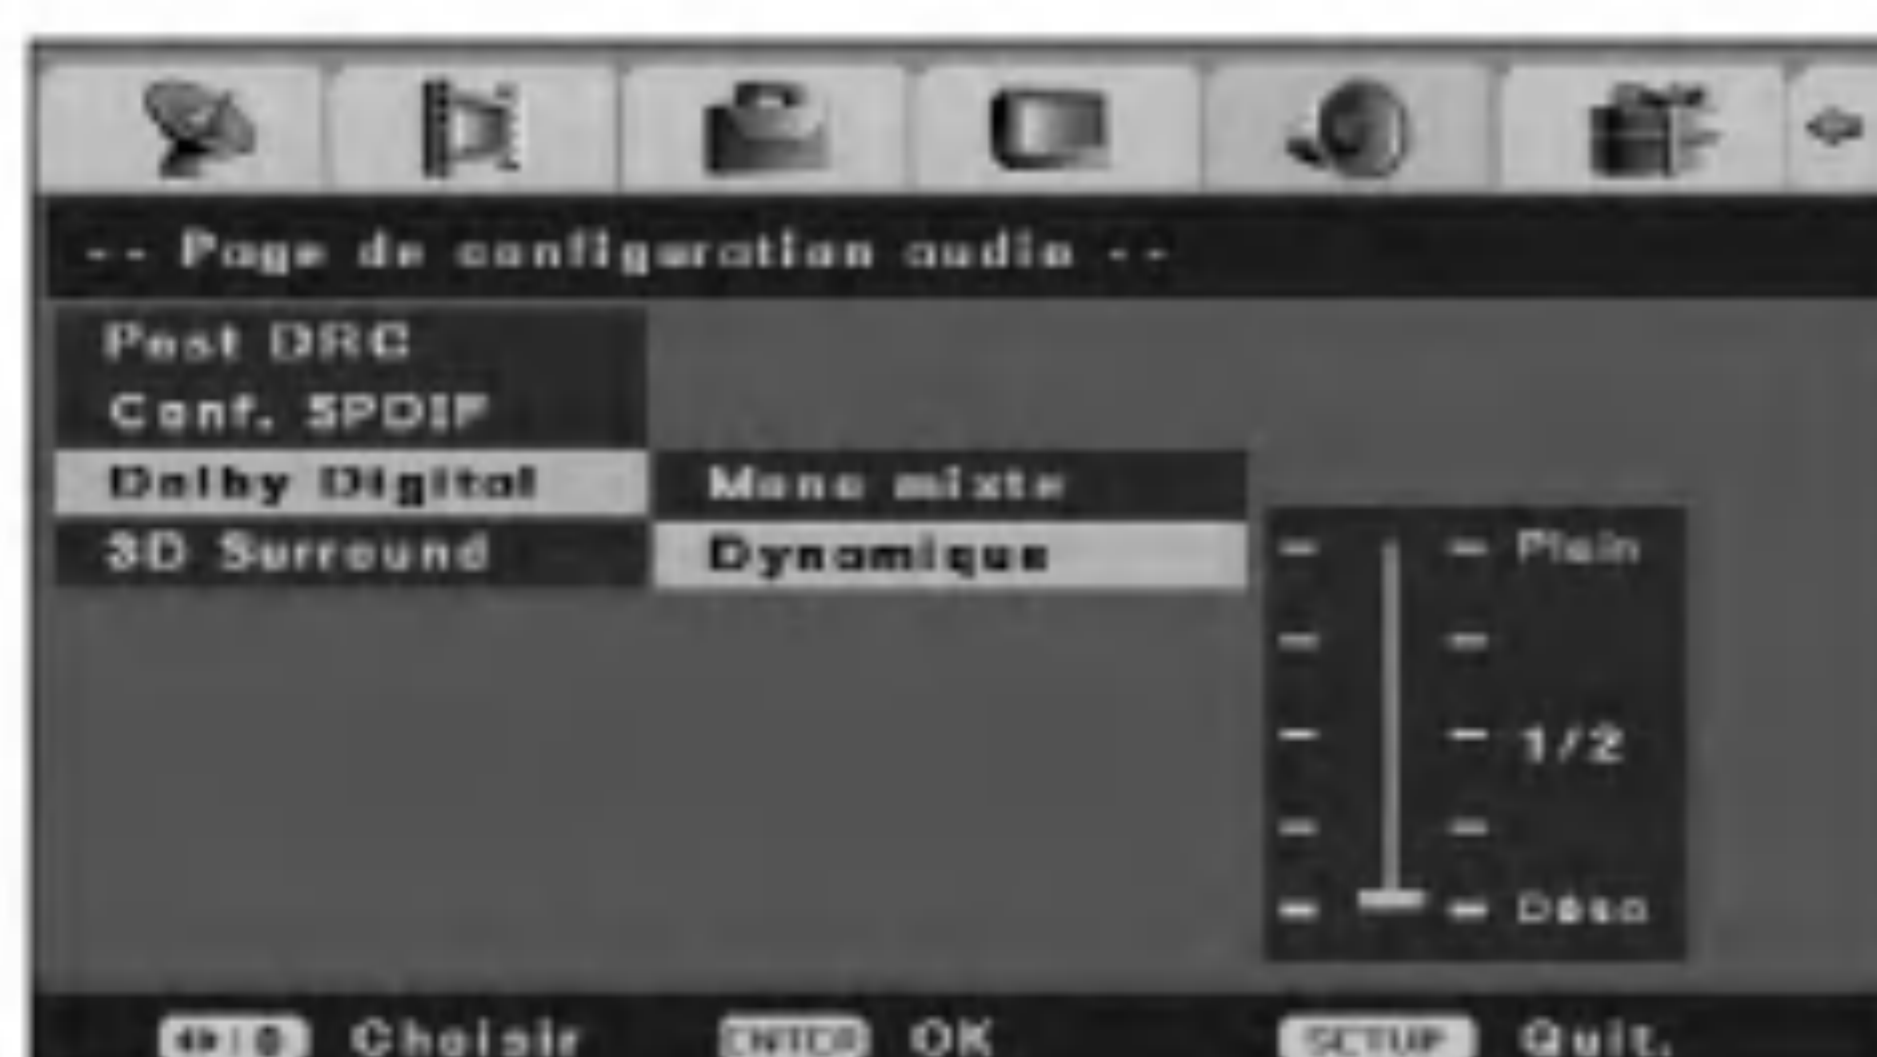 -- Page de configuration audio --
Post DRC
Conf. SPDIF
Dolby Digital
3D Surround
Mono mixte
Dynamique
Plein
1/2
Désa
Choisir
ENTER OK
SETUP Quit.